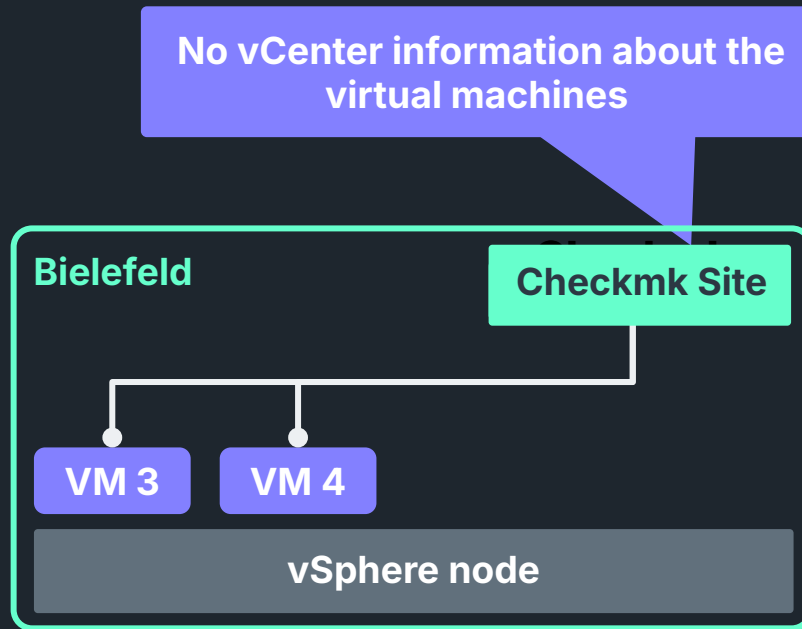 No vCenter information about the
virtual machines
Bielefeld
Checkmk Site
VM 3
VM 4
vSphere node